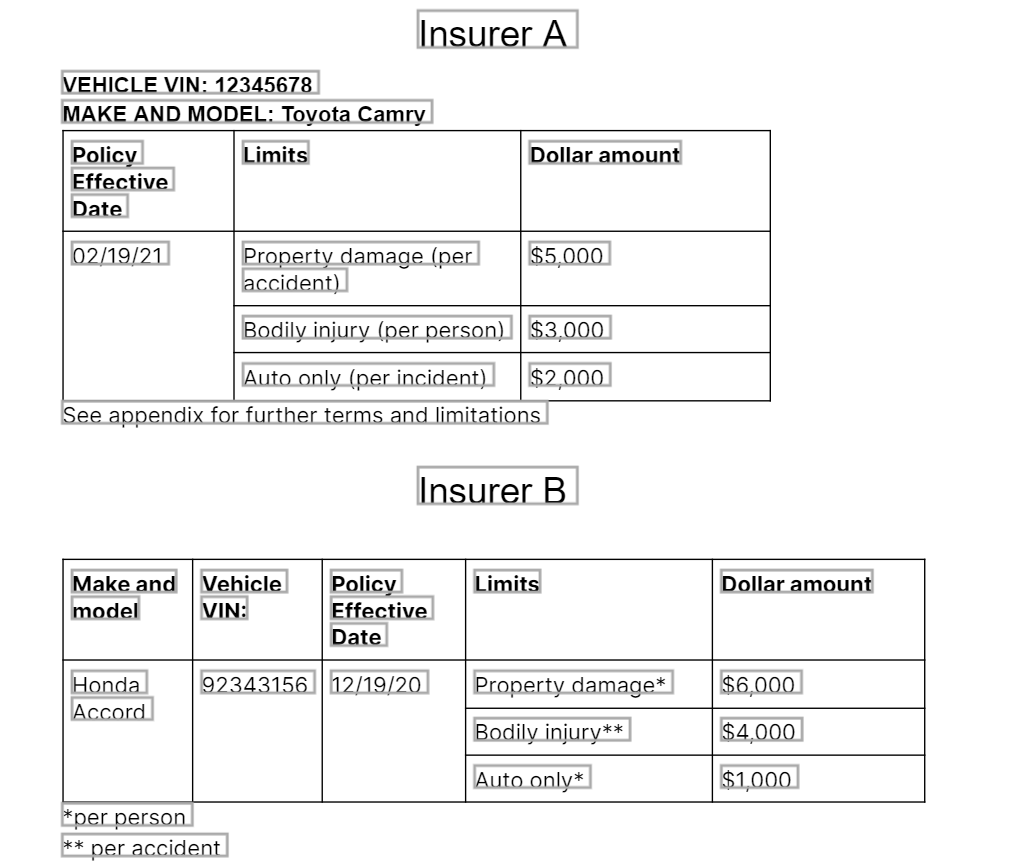 Insurer A
VEHICLE VIN: 12345678
MAKE AND MODEL: Toyota Camry
Policy Effective Date Limits Dollar amount
02/19/21 Property damage (per accident) $5,000
Bodily injury (per person) $3,000
Auto only (per incident) $2,000
See appendix for further terms and limitations
Insurer B
Make and model Vehicle VIN: Policy Effective Date Limits Dollar amount
Honda Accord 92343156 12/19/20 Property damage* $6,000
Bodily injury** $4,000
Auto only* $1,000
*per person
** per accident